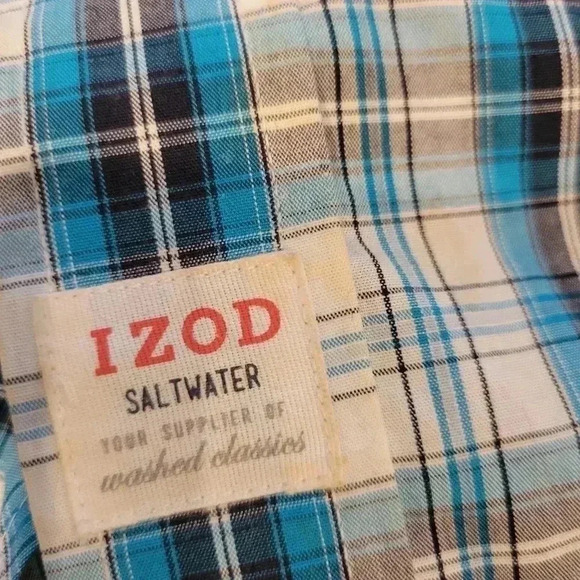 IZOD
SALTWATER
YOUR SUPPLIER OF
washed classics